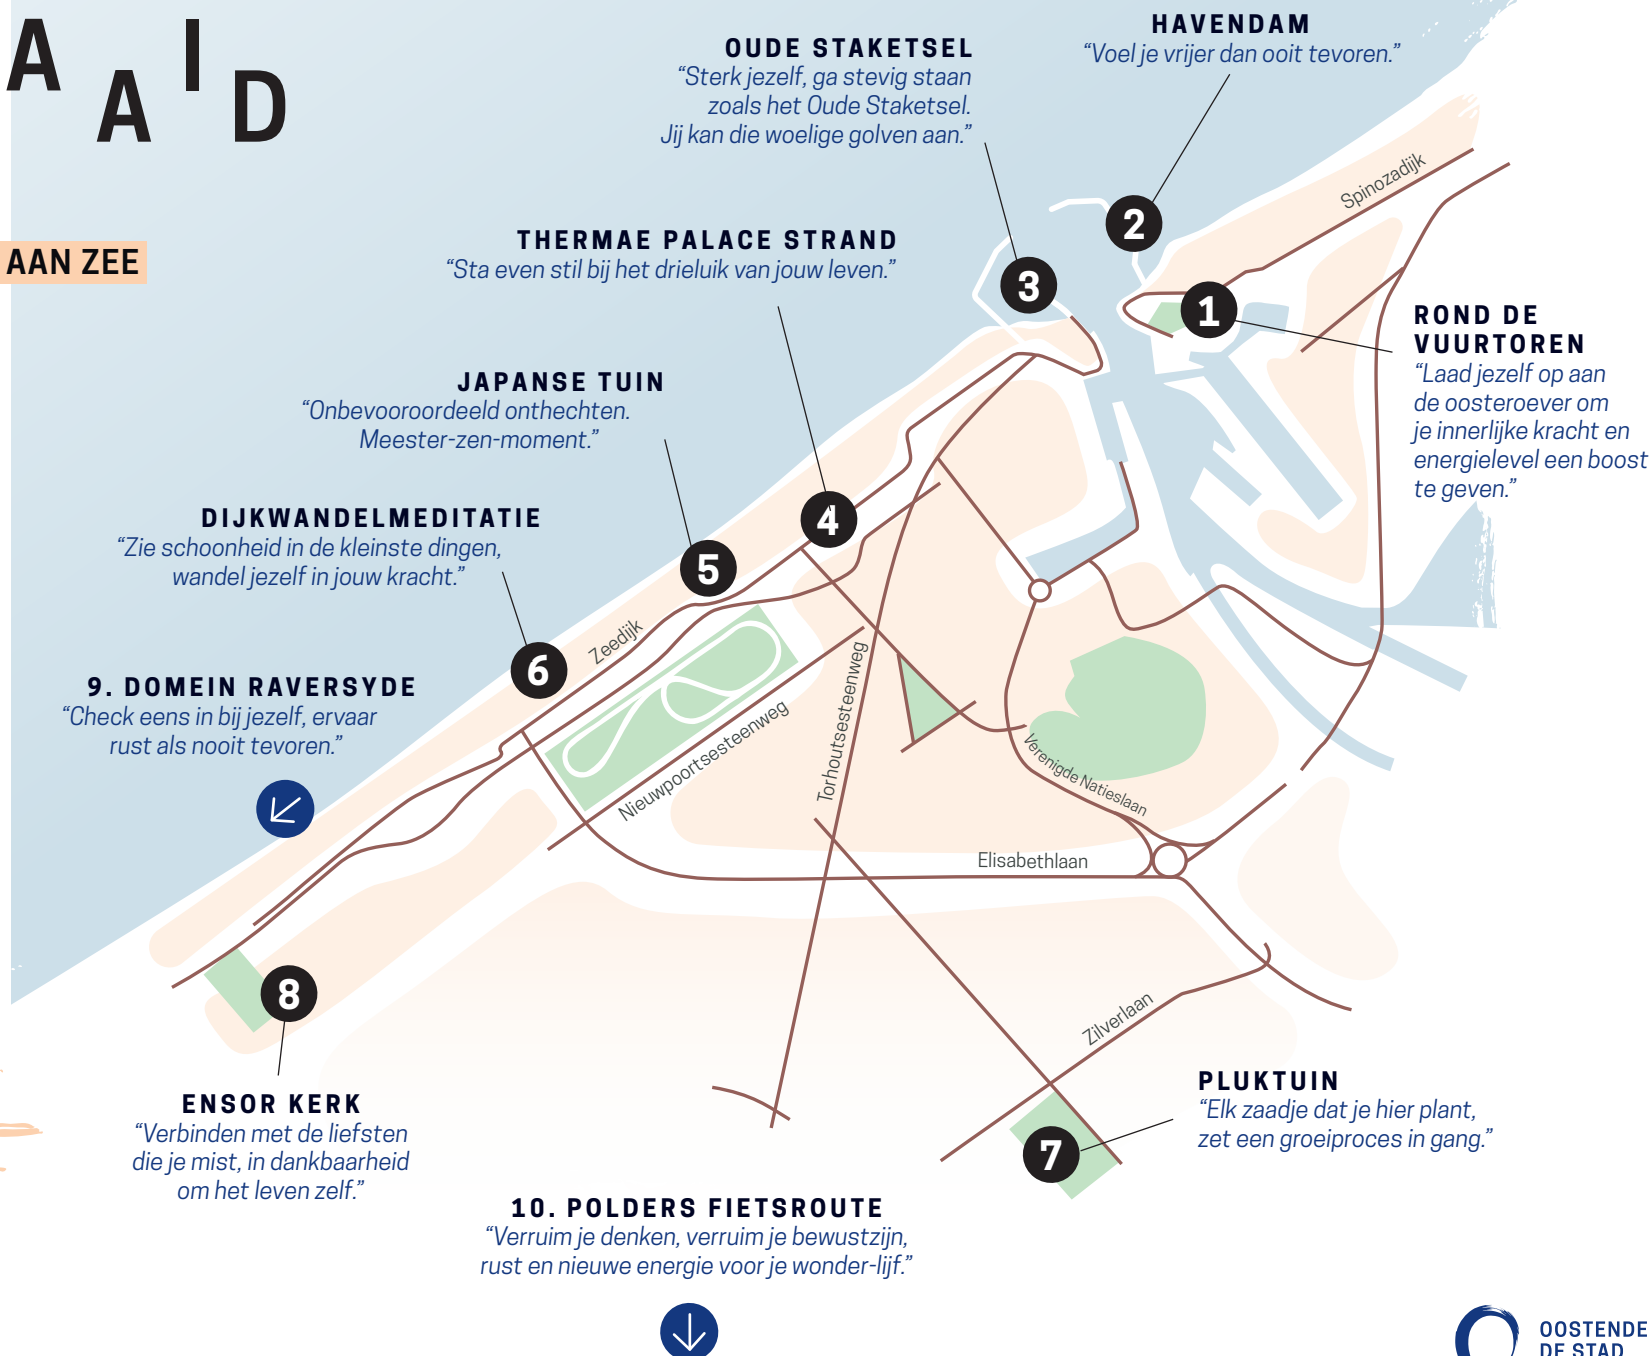 A A I D
AAN ZEE
HAVENDAM
“Voel je vrijer dan ooit tevoren.”
OUDE STAKETSEL
“Sterk jezelf, ga stevig staan
zoals het Oude Staketsel.
Jij kan die woelige golven aan.”
THERMAE PALACE STRAND
“Sta even stil bij het drieluik van jouw leven.”
JAPANSE TUIN
“Onbevooroordeeld onthechten.
Meester-zen-moment.”
DIJKWANDELMEDITATIE
“Zie schoonheid in de kleinste dingen,
wandel jezelf in jouw kracht.”
9. DOMEIN RAVERSYDE
“Check eens in bij jezelf, ervaar
rust als nooit tevoren.”
ROND DE
VUURTOREN
“Laad jezelf op aan
de oosteroever om
je innerlijke kracht en
energielevel een boost
te geven.”
Spinozadijk
2
3
1
4
5
6
Zeedijk
Nieuwpoortsesteenweg
Torhoutsesteenweg
Verenigde Natieslaan
Elisabethlaan
Zilverlaan
8
7
ENSOR KERK
“Verbinden met de liefsten
die je mist, in dankbaarheid
om het leven zelf.”
PLUKTUIN
“Elk zaadje dat je hier plant,
zet een groeiproces in gang.”
10. POLDERS FIETSROUTE
“Verruim je denken, verruim je bewustzijn,
rust en nieuwe energie voor je wonder-lijf.”
OOSTENDE
DE STAD